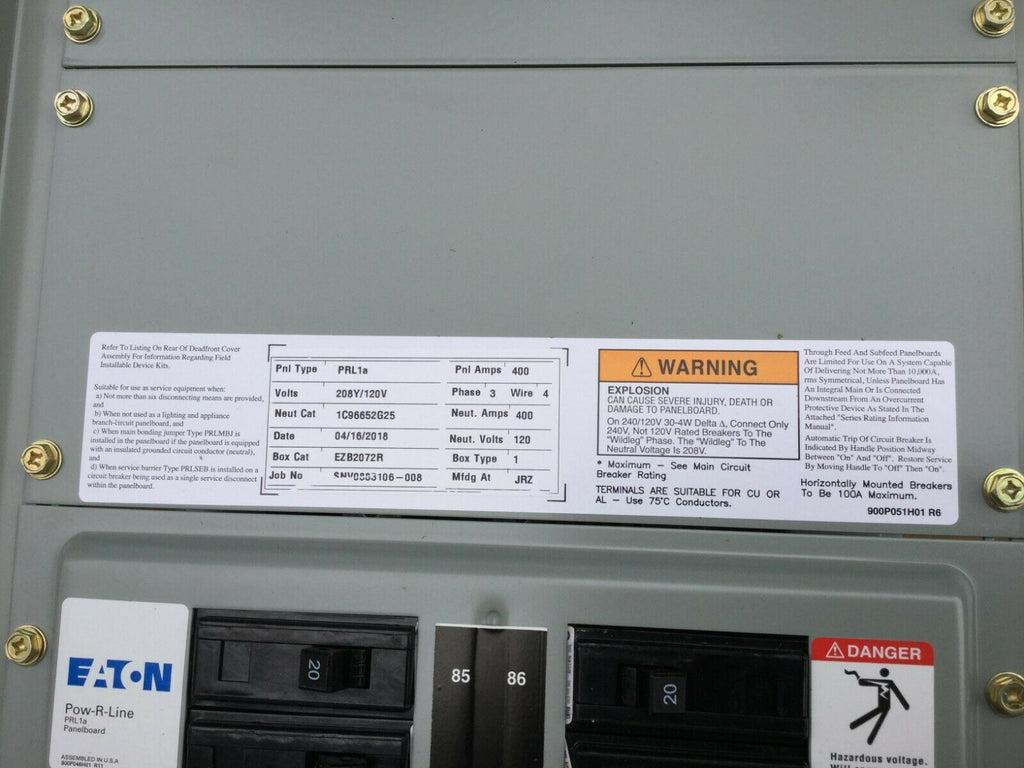 Refer To Listing On Rear Of Deadfront Cover
Assembly For Information Regarding Field
Installable Device Kits.
Suitable for use as service equipment when:
a) Not more than six disconnecting means are provided,
and
b) When not used as a lighting and appliance
branch-circuit panelboard, and
c) When main bonding jumper Type PRLMBJ is
installed in the panelboard if the panelboard is equipped
with an insulated grounded circuit conductor (neutral),
and
d) When service barrier Type PRLSEB is installed on a
circuit breaker being used as a single service disconnect
within the panelboard.
Pnl Type PRL1a Pnl Amps 400
Volts 208Y/120V Phase 3 Wire 4
Neut Cat 1C96652G25 Neut. Amps 400
Date 04/16/2018 Neut. Volts 120
Box Cat EZB2072R Box Type 1
Job No 106-008 Mfdg At JRZ
⚠ WARNING
EXPLOSION
CAN CAUSE SEVERE INJURY, DEATH OR
DAMAGE TO PANELBOARD.
On 240/120V 30-4W Delta Δ, Connect Only
240V, Not 120V Rated Breakers To The
"Wildleg" Phase. The "Wildleg" To The
Neutral Voltage Is 208V.
* Maximum – See Main Circuit
Breaker Rating
TERMINALS ARE SUITABLE FOR CU OR
AL – Use 75°C Conductors.
Through Feed And Subfeed Panelboards
Are Limited For Use On A System Capable
Of Delivering Not More Than 10,000A,
rms Symmetrical, Unless Panelboard Has
An Integral Main Or Is Connected
Downstream From An Overcurrent
Protective Device As Stated In The
Attached "Series Rating Information
Manual".
Automatic Trip Of Circuit Breaker Is
Indicated By Handle Position Midway
Between "On" And "Off". Restore Service
By Moving Handle To "Off" Then "On".
Horizontally Mounted Breakers
To Be 100A Maximum.
900P051H01 R6
EATON
Pow-R-Line
PRL1a
Panelboard
ASSEMBLED IN U.S.A
900P046H01 R11
20
85 86
20
⚠ DANGER
Hazardous voltage.